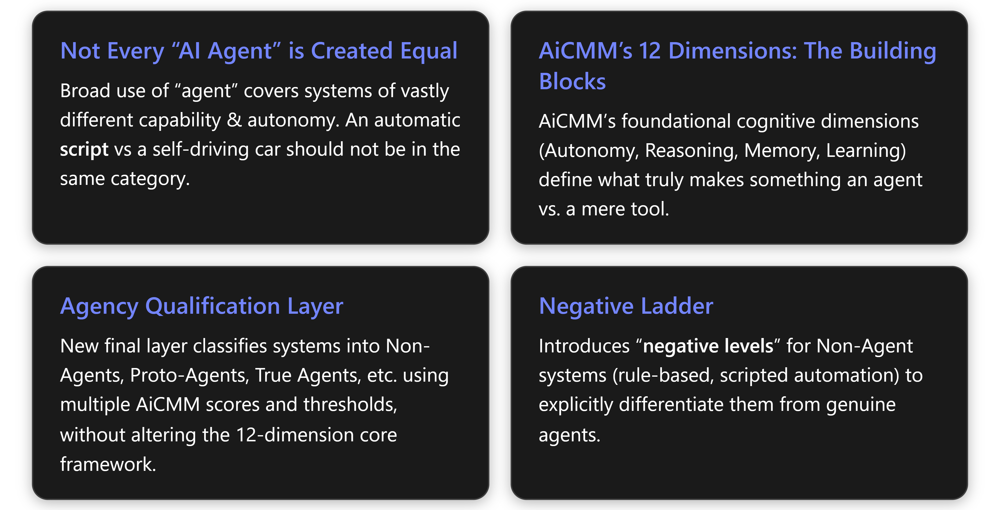 Not Every “AI Agent” is Created Equal
Broad use of “agent” covers systems of vastly
different capability & autonomy. An automatic
script vs a self-driving car should not be in the
same category.
AiCMM’s 12 Dimensions: The Building
Blocks
AiCMM’s foundational cognitive dimensions
(Autonomy, Reasoning, Memory, Learning)
define what truly makes something an agent
vs. a mere tool.
Agency Qualification Layer
New final layer classifies systems into Non-
Agents, Proto-Agents, True Agents, etc. using
multiple AiCMM scores and thresholds,
without altering the 12-dimension core
framework.
Negative Ladder
Introduces “negative levels” for Non-Agent
systems (rule-based, scripted automation) to
explicitly differentiate them from genuine
agents.